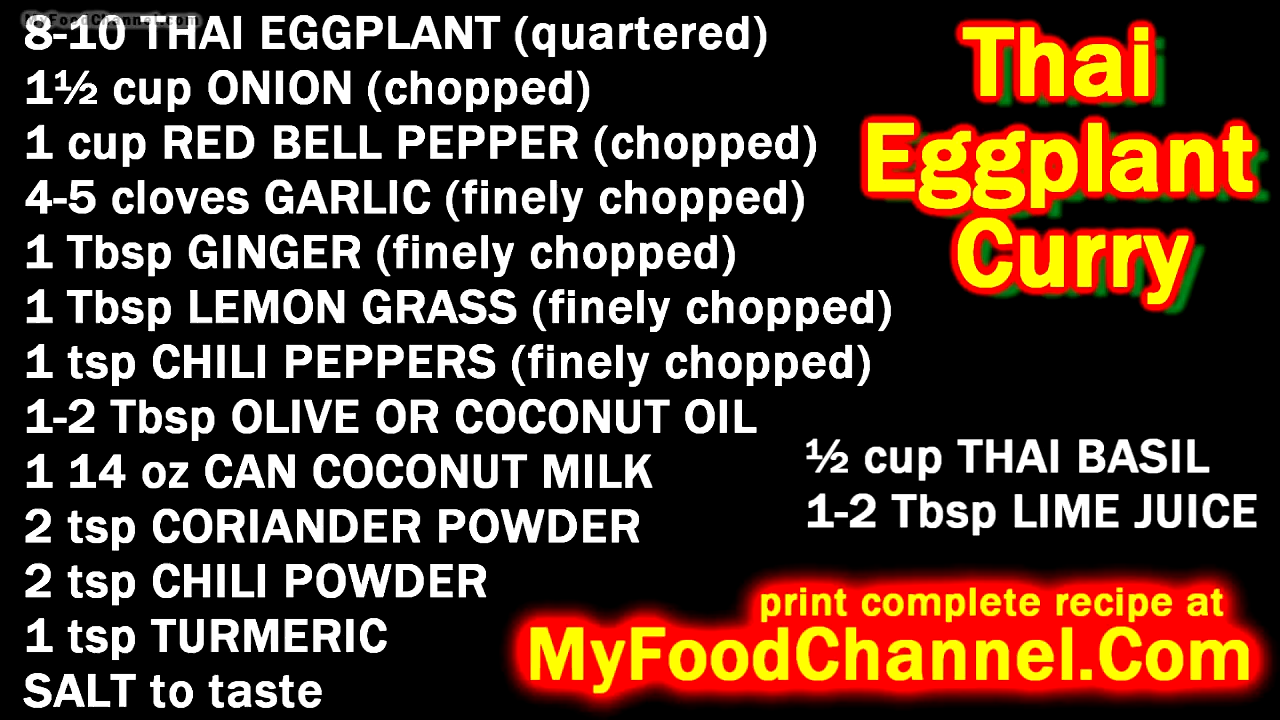 MyFoodChannel.com
8-10 THAI EGGPLANT (quartered)
1½ cup ONION (chopped)
1 cup RED BELL PEPPER (chopped)
4-5 cloves GARLIC (finely chopped)
1 Tbsp GINGER (finely chopped)
1 Tbsp LEMON GRASS (finely chopped)
1 tsp CHILI PEPPERS (finely chopped)
1-2 Tbsp OLIVE OR COCONUT OIL
1 14 oz CAN COCONUT MILK
2 tsp CORIANDER POWDER
2 tsp CHILI POWDER
1 tsp TURMERIC
SALT to taste
Thai
Eggplant
Curry
½ cup THAI BASIL
1-2 Tbsp LIME JUICE
print complete recipe at
MyFoodChannel.Com